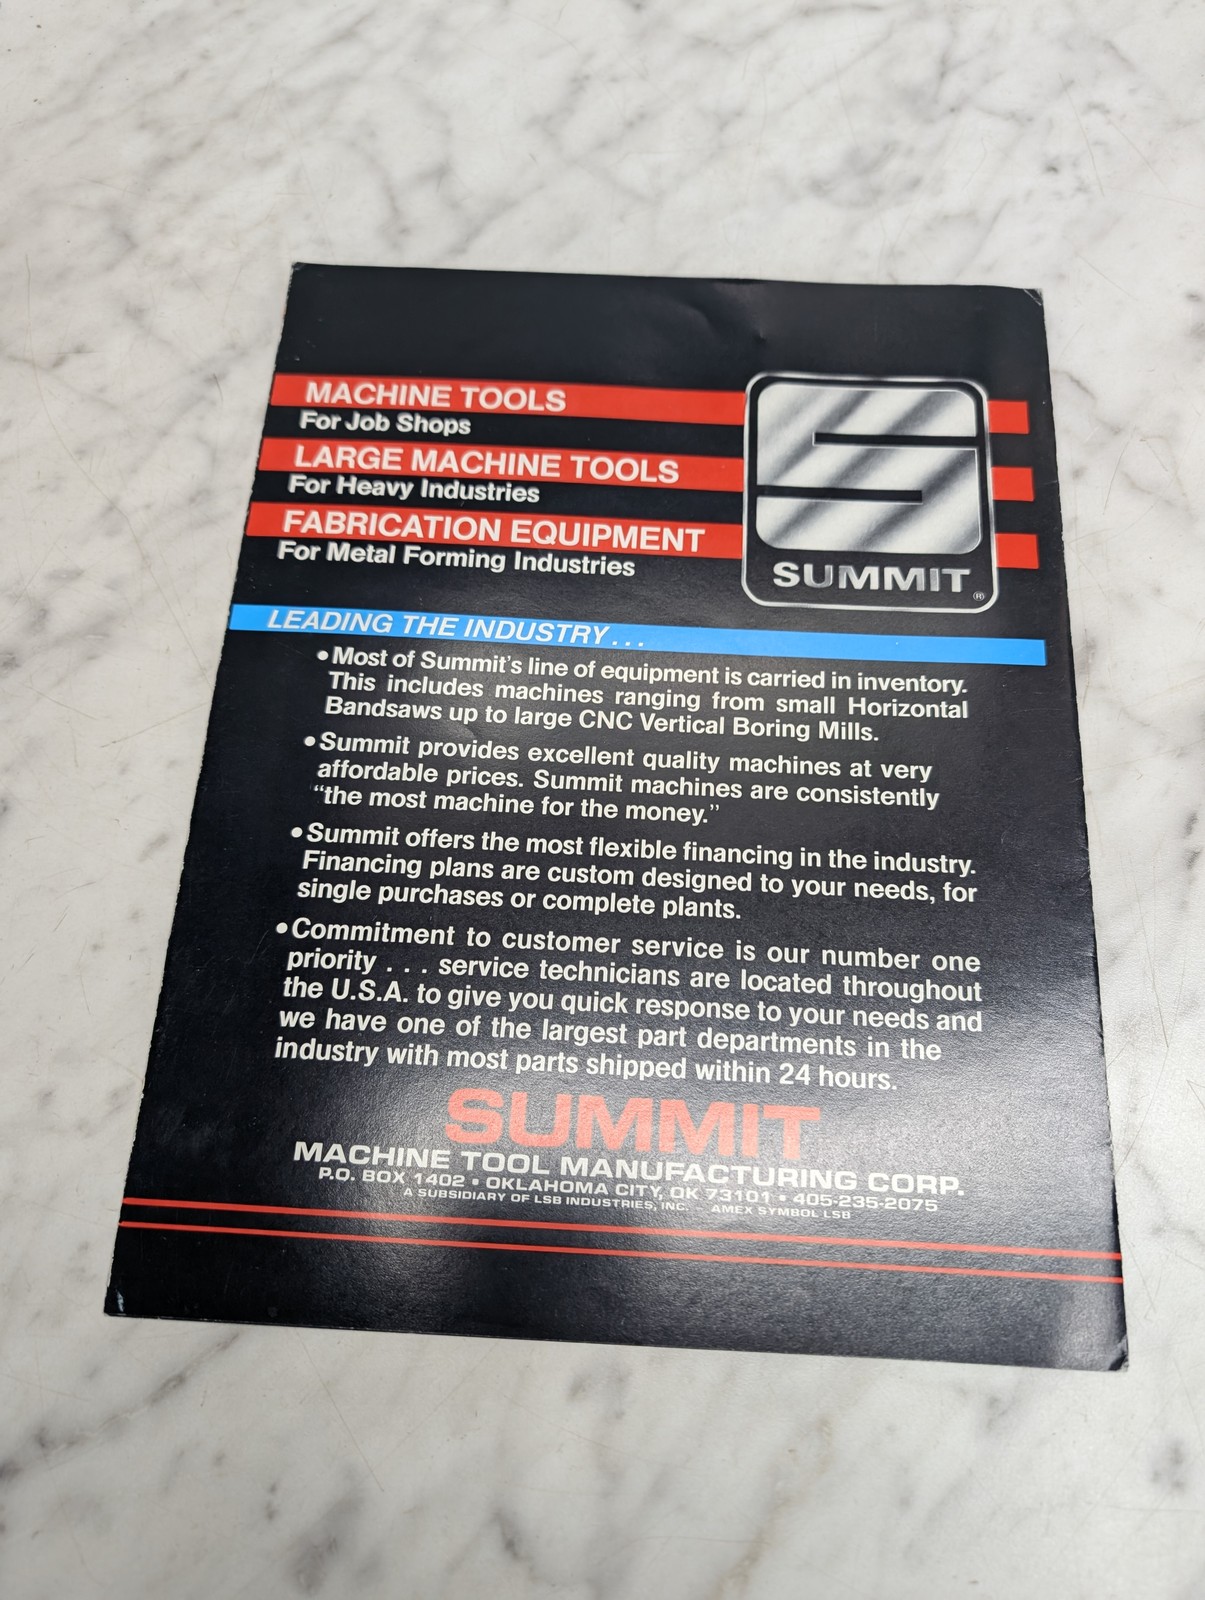 MACHINE TOOLS
For Job Shops
LARGE MACHINE TOOLS
For Heavy Industries
FABRICATION EQUIPMENT
For Metal Forming Industries
SUMMIT®
LEADING THE INDUSTRY . . .
•Most of Summit's line of equipment is carried in inventory.
This includes machines ranging from small Horizontal
Bandsaws up to large CNC Vertical Boring Mills.
•Summit provides excellent quality machines at very
affordable prices. Summit machines are consistently
“the most machine for the money.”
•Summit offers the most flexible financing in the industry.
Financing plans are custom designed to your needs, for
single purchases or complete plants.
•Commitment to customer service is our number one
priority . . . service technicians are located throughout
the U.S.A. to give you quick response to your needs and
we have one of the largest part departments in the
industry with most parts shipped within 24 hours.
SUMMIT
MACHINE TOOL MANUFACTURING CORP.
P.O. BOX 1402 • OKLAHOMA CITY, OK 73101 • 405-235-2075
A SUBSIDIARY OF LSB INDUSTRIES, INC. - AMEX SYMBOL LSB